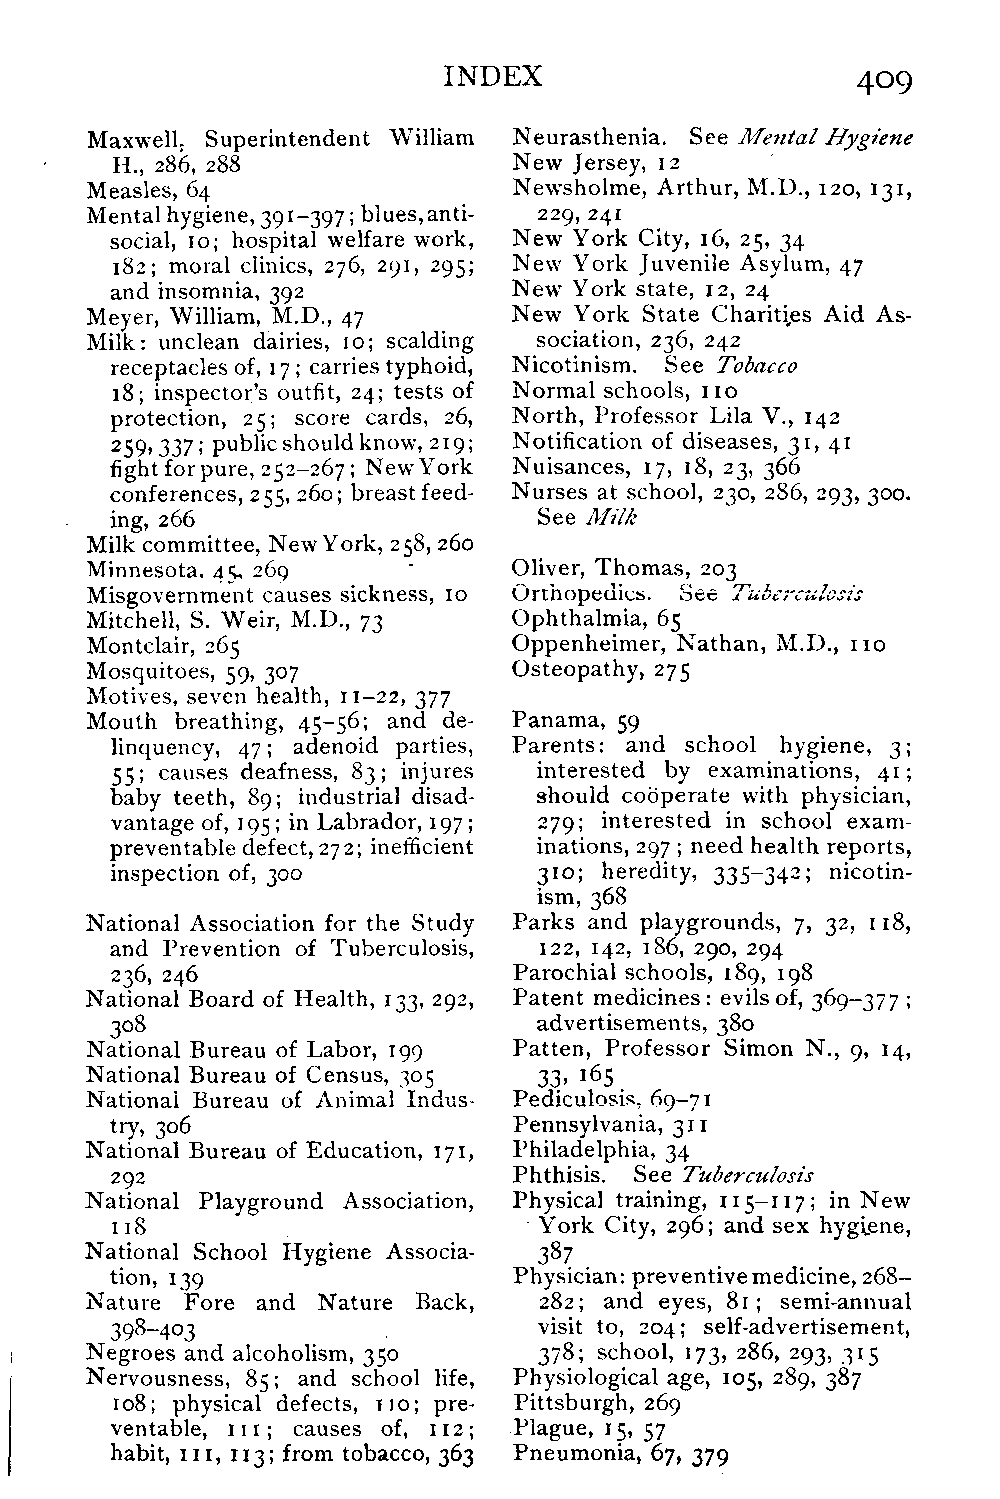 INDEX 409
Maxwell, Superintendent William
H., 286, 288
Measles, 64
Mental hygiene, 391–397; blues, anti-
social, 10; hospital welfare work,
182; moral clinics, 276, 291, 295;
and insomnia, 392
Meyer, William, M.D., 47
Milk: unclean dairies, 10; scalding
receptacles of, 17; carries typhoid,
18; inspector's outfit, 24; tests of
protection, 25; score cards, 26,
259, 337; public should know, 219;
fight for pure, 252–267; New York
conferences, 255, 260; breast feed-
ing, 266
Milk committee, New York, 258, 260
Minnesota, 45, 269
Misgovernment causes sickness, 10
Mitchell, S. Weir, M.D., 73
Montclair, 265
Mosquitoes, 59, 307
Motives, seven health, 11–22, 377
Mouth breathing, 45–56; and de-
linquency, 47; adenoid parties,
55; causes deafness, 83; injures
baby teeth, 89; industrial disad-
vantage of, 195; in Labrador, 197;
preventable defect, 272; inefficient
inspection of, 300
National Association for the Study
and Prevention of Tuberculosis,
236, 246
National Board of Health, 133, 292,
308
National Bureau of Labor, 199
National Bureau of Census, 305
National Bureau of Animal Indus-
try, 306
National Bureau of Education, 171,
292
National Playground Association,
118
National School Hygiene Associa-
tion, 139
Nature Fore and Nature Back,
398–403
Negroes and alcoholism, 350
Nervousness, 85; and school life,
108; physical defects, 110; pre-
ventable, 111; causes of, 112;
habit, 111, 113; from tobacco, 363
Neurasthenia. See Mental Hygiene
New Jersey, 12
Newsholme, Arthur, M.D., 120, 131,
229, 241
New York City, 16, 25, 34
New York Juvenile Asylum, 47
New York state, 12, 24
New York State Charities Aid As-
sociation, 236, 242
Nicotinism. See Tobacco
Normal schools, 110
North, Professor Lila V., 142
Notification of diseases, 31, 41
Nuisances, 17, 18, 23, 366
Nurses at school, 230, 286, 293, 300.
See Milk
Oliver, Thomas, 203
Orthopedics. See Tuberculosis
Ophthalmia, 65
Oppenheimer, Nathan, M.D., 110
Osteopathy, 275
Panama, 59
Parents: and school hygiene, 3;
interested by examinations, 41;
should coöperate with physician,
279; interested in school exam-
inations, 297; need health reports,
310; heredity, 335–342; nicotin-
ism, 368
Parks and playgrounds, 7, 32, 118,
122, 142, 186, 290, 294
Parochial schools, 189, 198
Patent medicines: evils of, 369–377;
advertisements, 380
Patten, Professor Simon N., 9, 14,
33, 165
Pediculosis, 69–71
Pennsylvania, 311
Philadelphia, 34
Phthisis. See Tuberculosis
Physical training, 115–117; in New
York City, 296; and sex hygiene,
387
Physician: preventive medicine, 268–
282; and eyes, 81; semi-annual
visit to, 204; self-advertisement,
378; school, 173, 286, 293, 315
Physiological age, 105, 289, 387
Pittsburgh, 269
Plague, 15, 57
Pneumonia, 67, 379